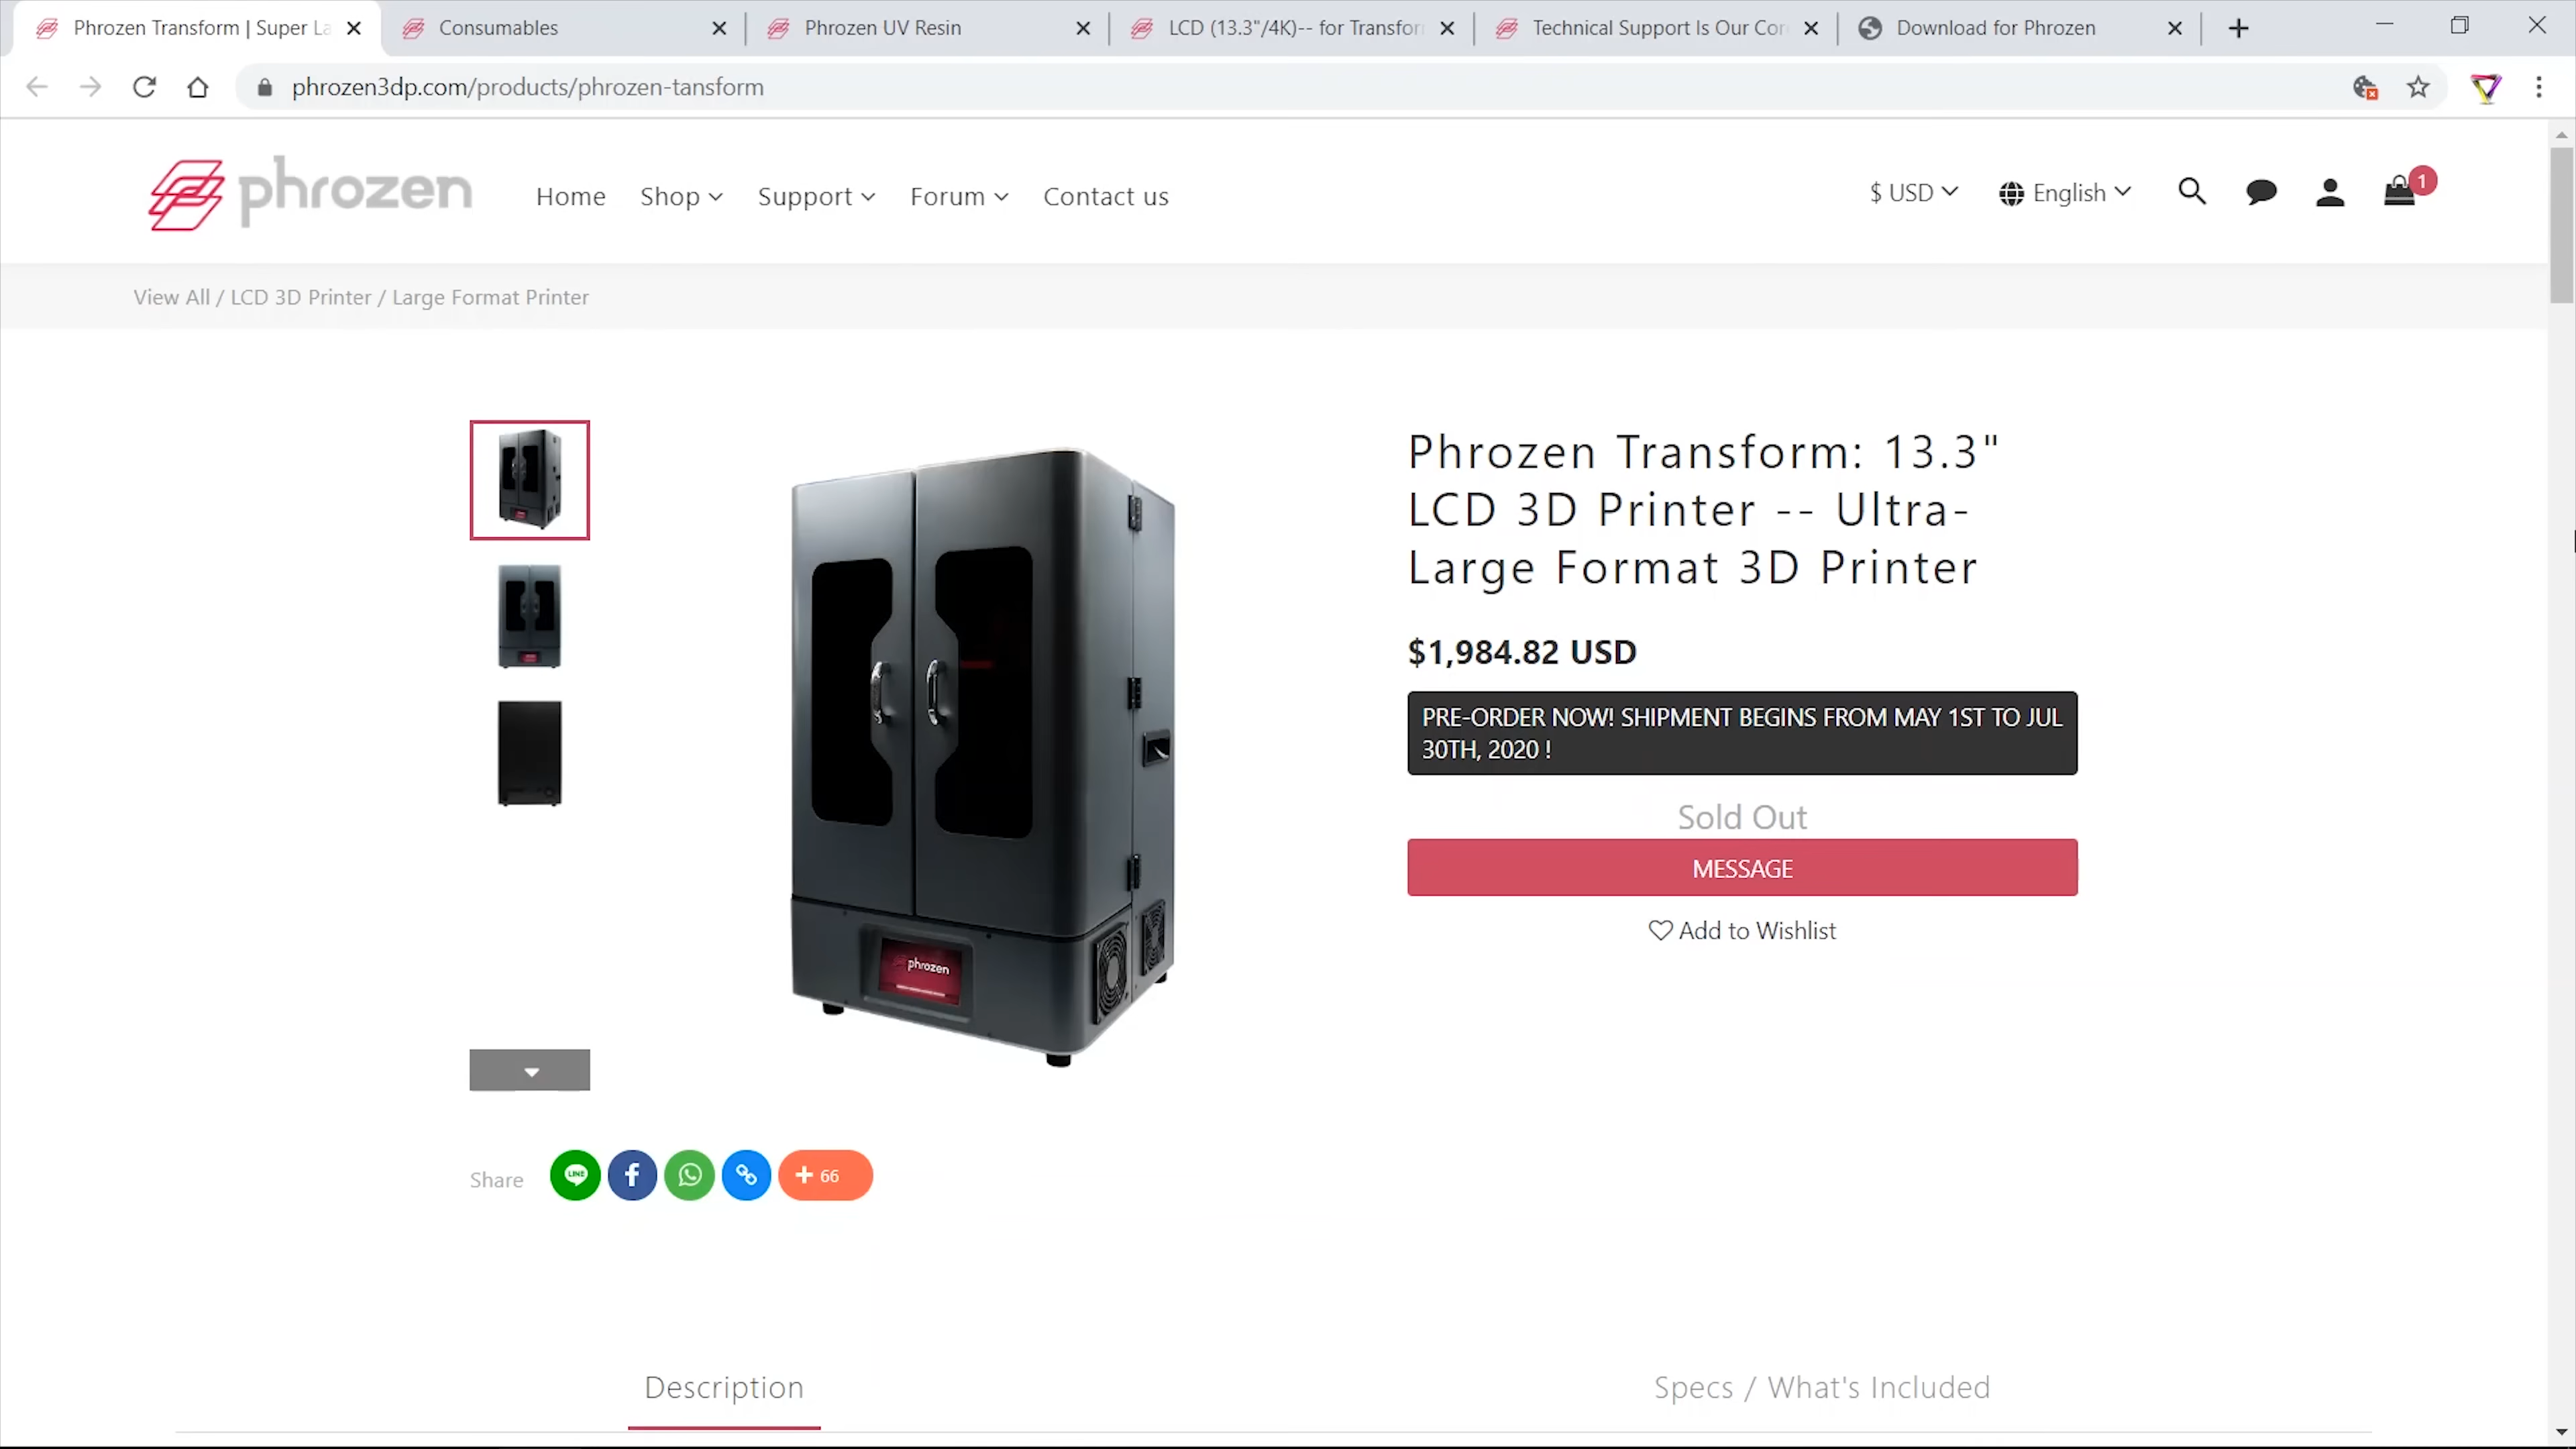 Phrozen Transform | Super La
Consumables
Phrozen UV Resin
LCD (13.3"/4K)-- for Transfor
Technical Support Is Our Cor
Download for Phrozen
phrozen3dp.com/products/phrozen-tansform
phrozen
Home
Shop
Support
Forum
Contact us
$ USD
English
1
View All / LCD 3D Printer / Large Format Printer
Phrozen Transform: 13.3"
LCD 3D Printer -- Ultra-
Large Format 3D Printer
$1,984.82 USD
PRE-ORDER NOW! SHIPMENT BEGINS FROM MAY 1ST TO JUL
30TH, 2020 !
Sold Out
MESSAGE
Add to Wishlist
phrozen
Share
LINE
66
Description
Specs / What's Included